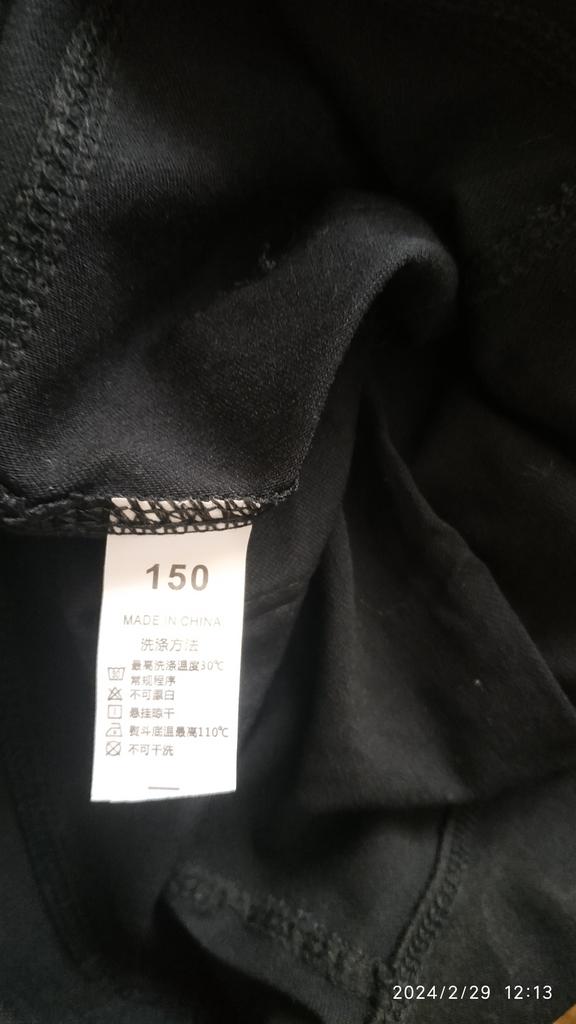 150
MADE IN CHINA
洗涤方法
最高洗涤温度30℃
常规程序
不可漂白
悬挂晾干
熨斗底温最高110℃
不可干洗
2024/2/29 12:13